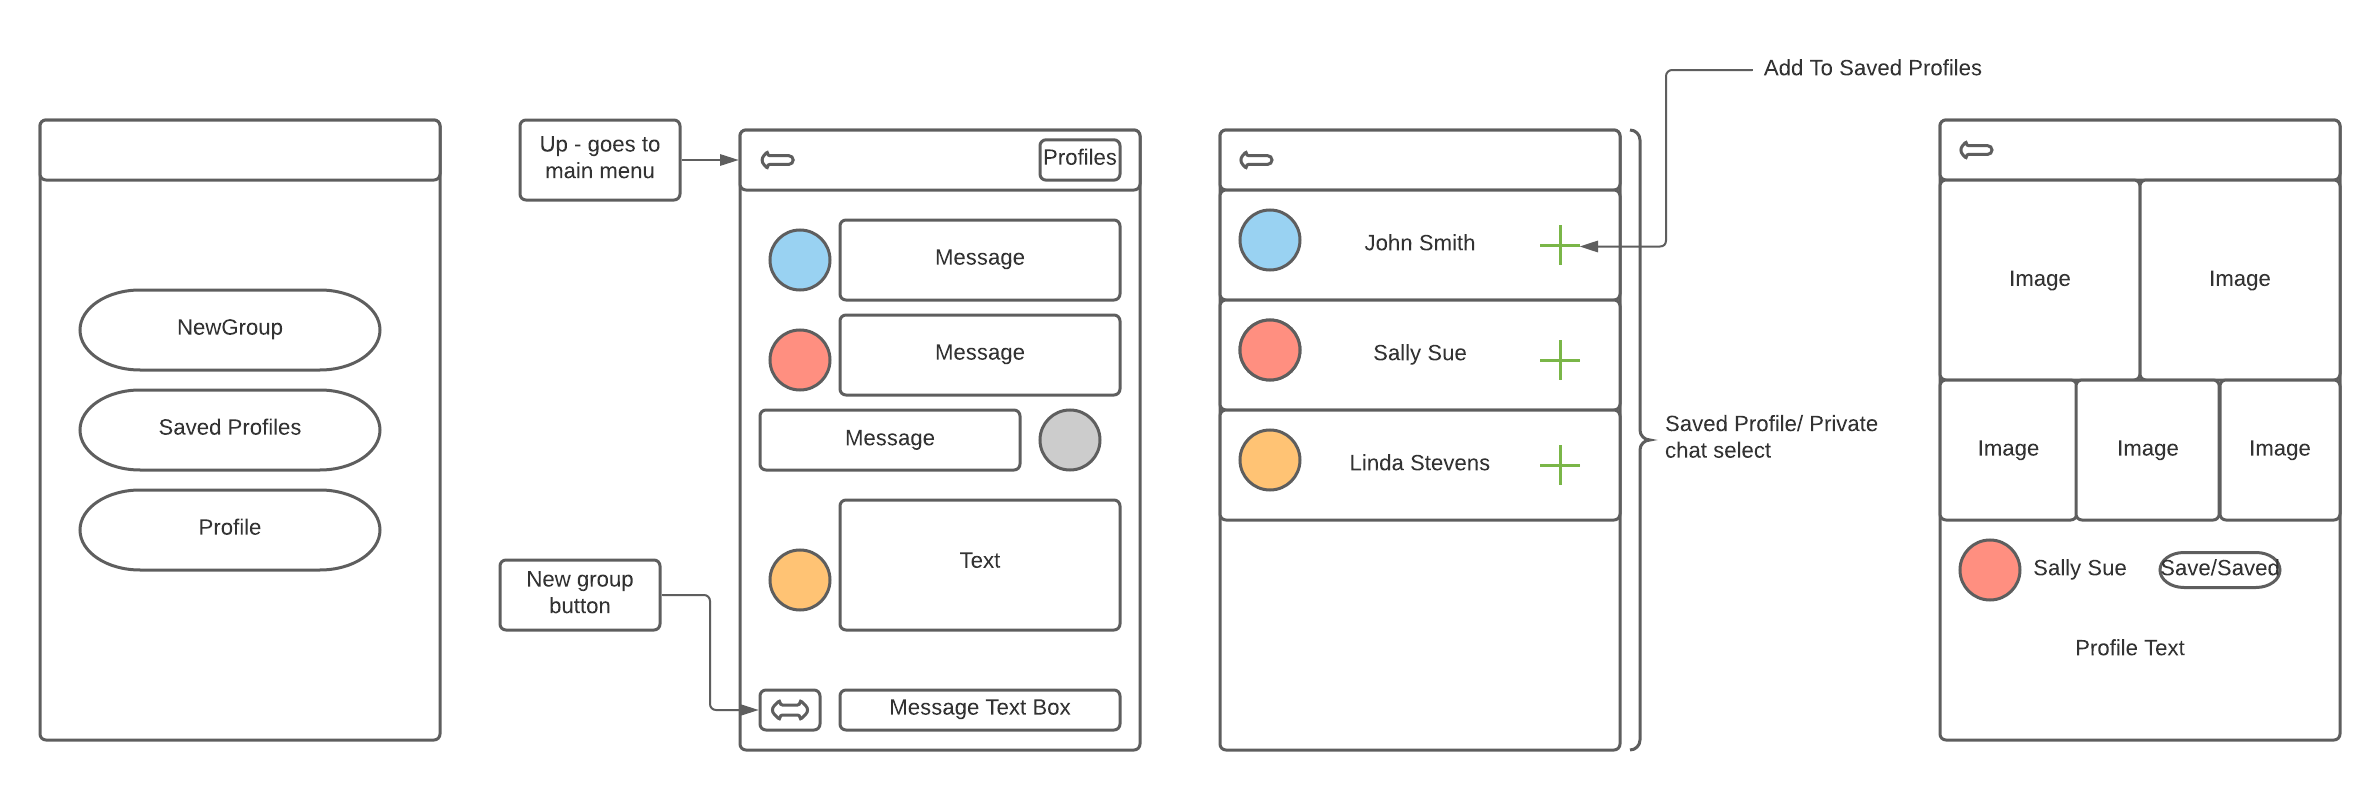 NewGroup
Saved Profiles
Profile
Up - goes to
main menu
New group
button
Profiles
Message
Message
Message
Text
Message Text Box
John Smith
Sally Sue
Linda Stevens
Add To Saved Profiles
Saved Profile/ Private
chat select
Image
Image
Image
Image
Image
Sally Sue
Save/Saved
Profile Text